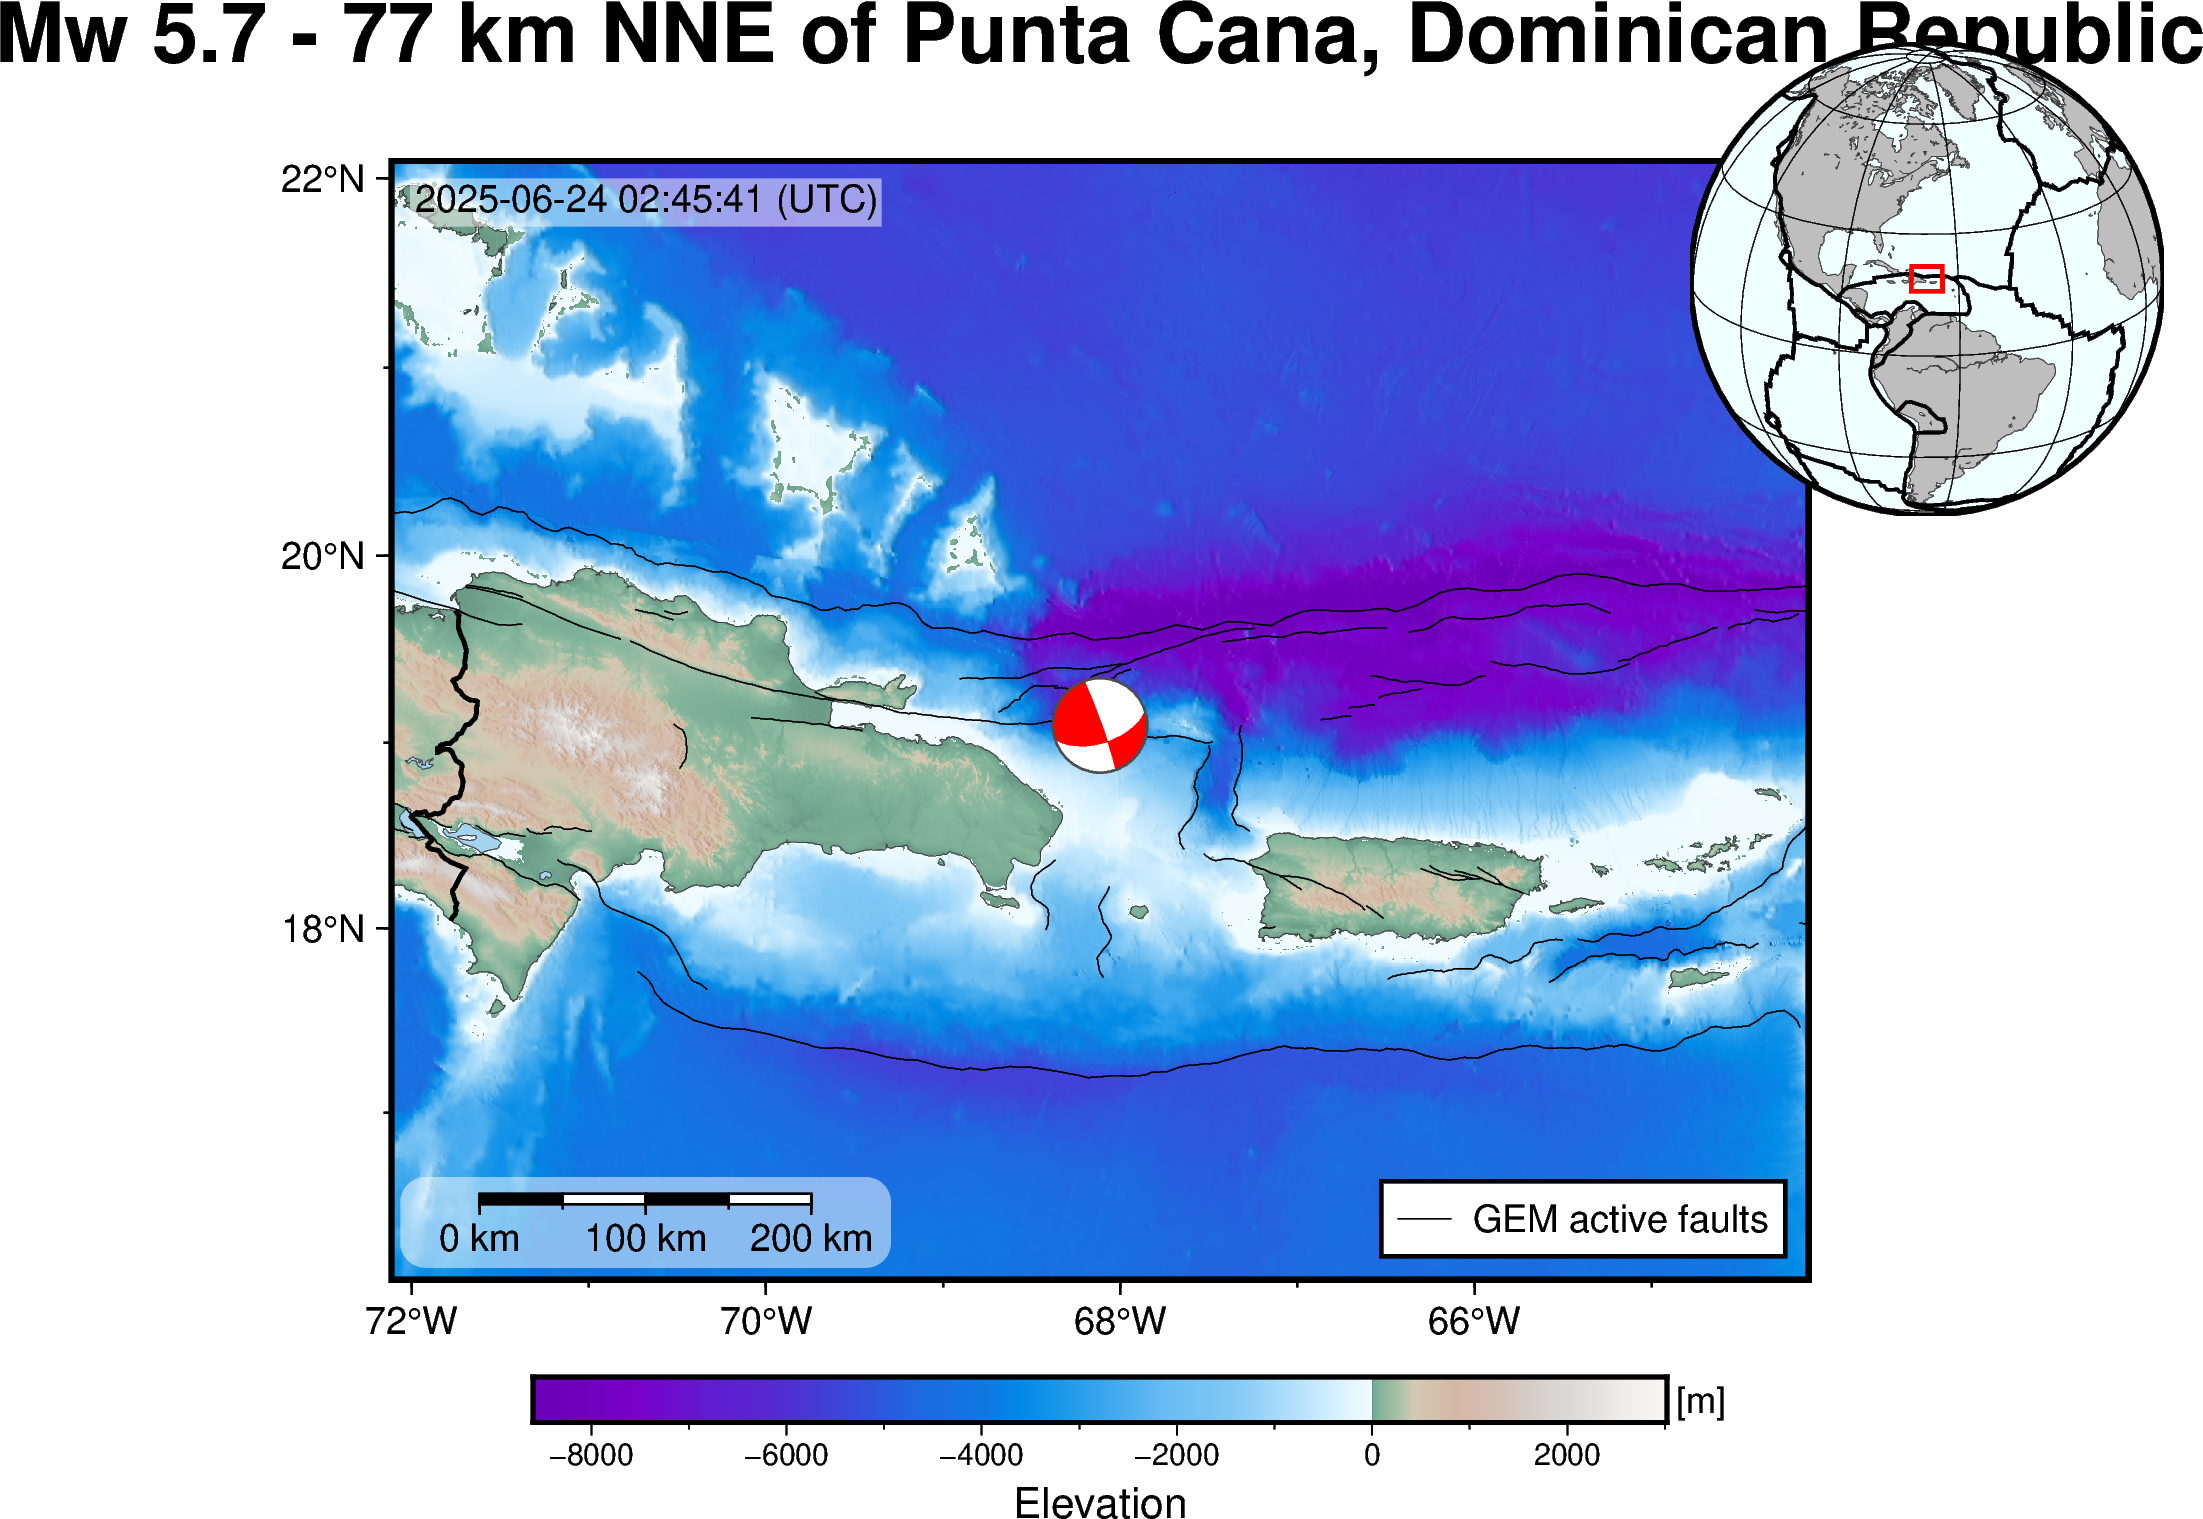 Mw 5.7 - 77 km NNE of Punta Cana, Dominican Republic
22°N
2025-06-24 02:45:41 (UTC)
20°N
18°N
0 km 100 km 200 km
GEM active faults
72°W 70°W 68°W 66°W
[m]
−8000 −6000 −4000 −2000 0 2000
Elevation